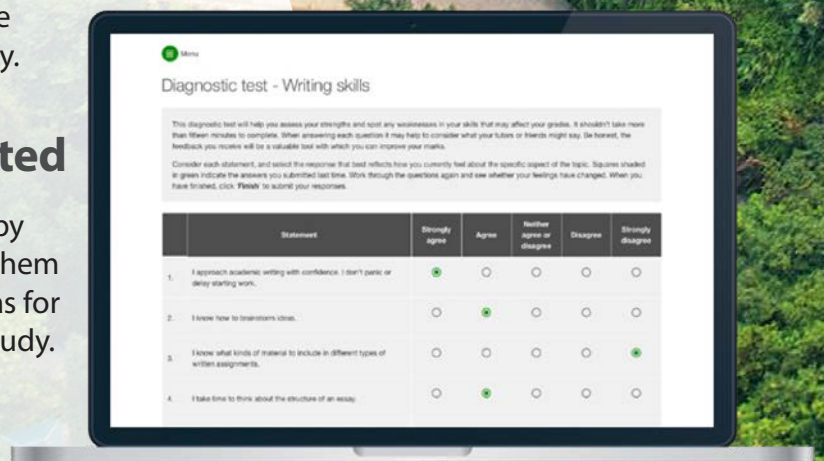 e
y.
ted
by
hem
s for
udy.
Menu
Diagnostic test - Writing skills
This diagnostic test will help you assess your strengths and spot any weaknesses in your skills that may affect your grades. It shouldn't take more
than fifteen minutes to complete. When answering each question it may help to consider what your tutors or friends might say. Be honest, the
feedback you receive will be a valuable tool with which you can improve your marks.
Consider each statement, and select the response that best reflects how you currently feel about the specific aspect of the topic. Squares shaded
in green indicate the answers you submitted last time. Work through the questions again and see whether your feelings have changed. When you
have finished, click 'Finish' to submit your responses.
Statement
Strongly
agree
Agree
Neither
agree or
disagree
Disagree
Strongly
disagree
1. I approach academic writing with confidence. I don't panic or
delay starting work.
2. I know how to brainstorm ideas.
3. I know what kinds of material to include in different types of
written assignments.
4. I take time to think about the structure of an essay.